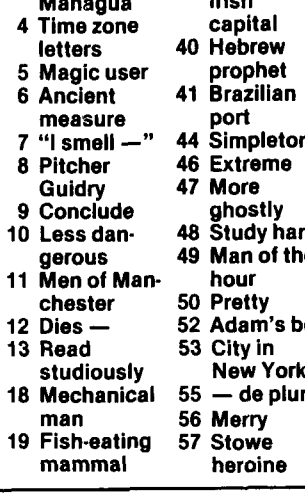 Managua
4 Time zone
letters
5 Magic user
6 Ancient
measure
7 "I smell —"
8 Pitcher
Guidry
9 Conclude
10 Less dan-
gerous
11 Men of Man-
chester
12 Dies —
13 Read
studiously
18 Mechanical
man
19 Fish-eating
mammal
capital
40 Hebrew
prophet
41 Brazilian
port
44 Simpleton
46 Extreme
47 More
ghostly
48 Study har
49 Man of the
hour
50 Pretty
52 Adam's b
53 City in
New York
55 — de plum
56 Merry
57 Stowe
heroine